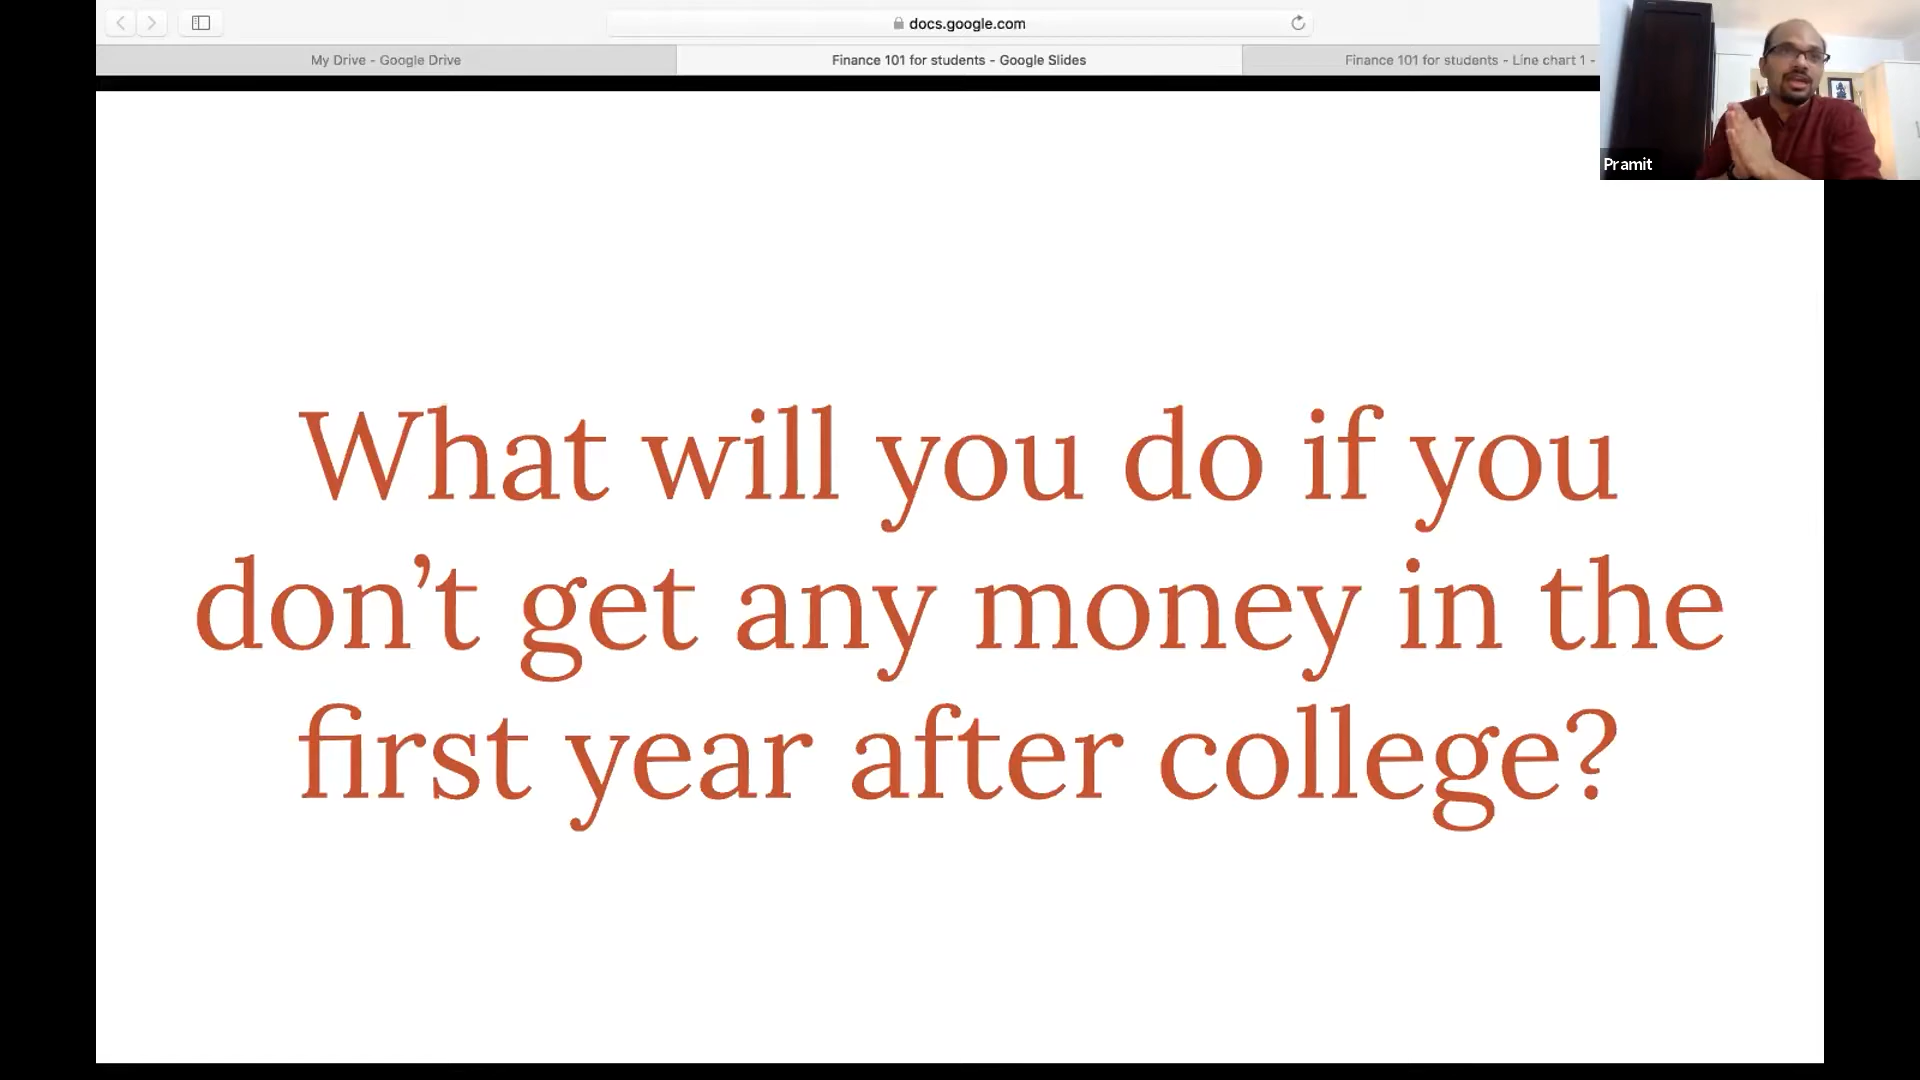 docs.google.com
My Drive - Google Drive
Finance 101 for students - Google Slides
Finance 101 for students - Line chart 1 -
Pramit
What will you do if you
don’t get any money in the
first year after college?